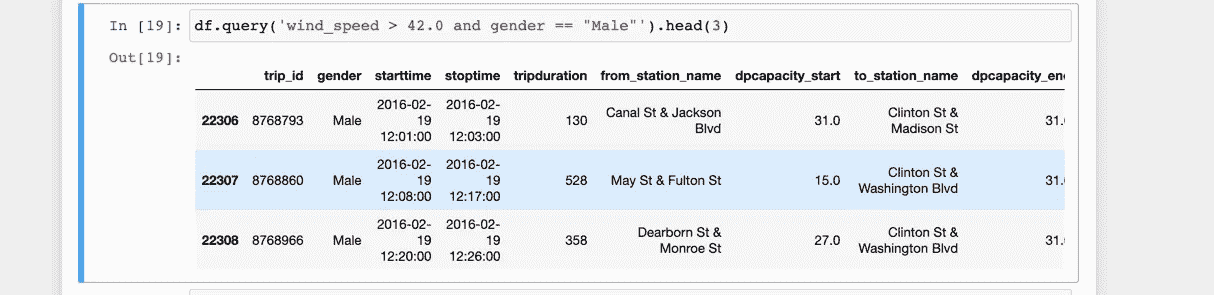 In [19]: df.query('wind_speed > 42.0 and gender == "Male"').head(3)
Out[19]:
trip_id gender starttime stoptime tripduration from_station_name dpcapacity_start to_station_name dpcapacity_en
2016-02- 2016-02- Canal St & Jackson Clinton St &
22306 8768793 Male 19 19 130 31.0 31.
12:01:00 12:03:00 Blvd Madison St
2016-02- 2016-02- Clinton St &
22307 8768860 Male 19 19 528 May St & Fulton St 15.0 31.
12:08:00 12:17:00 Washington Blvd
2016-02- 2016-02- Dearborn St & Clinton St &
22308 8768966 Male 19 19 358 27.0 31.
12:20:00 12:26:00 Monroe St Washington Blvd